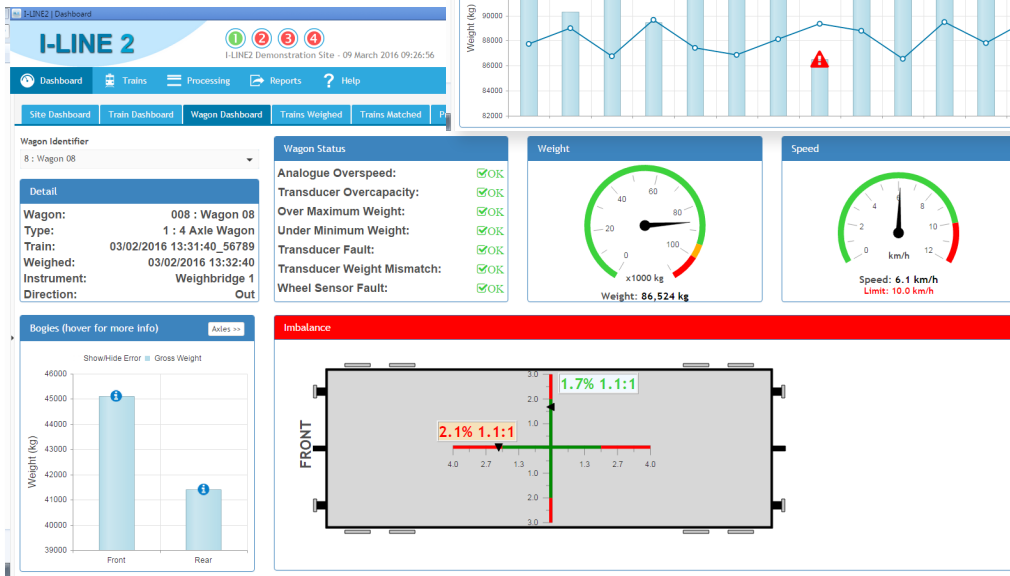 I-LINE2 | Dashboard
I-LINE 2
1 2 3 4
I-LINE2 Demonstration Site - 09 March 2016 09:26:56
Dashboard Trains Processing Reports ? Help
Site Dashboard Train Dashboard Wagon Dashboard Trains Weighed Trains Matched
Weight (kg)
90000
88000
86000
84000
82000
Wagon Identifier
8 : Wagon 08
Detail
Wagon: 008 : Wagon 08
Type: 1 : 4 Axle Wagon
Train: 03/02/2016 13:31:40_56789
Weighed: 03/02/2016 13:32:40
Instrument: Weighbridge 1
Direction: Out
Wagon Status
Analogue Overspeed: OK
Transducer Overcapacity: OK
Over Maximum Weight: OK
Under Minimum Weight: OK
Transducer Fault: OK
Transducer Weight Mismatch: OK
Wheel Sensor Fault: OK
Weight
0 20 40 60 80 100
x1000 kg
Weight: 86,524 kg
Speed
0 2 4 6 8 10 12
km/h
Speed: 6.1 km/h
Limit: 10.0 km/h
Bogies (hover for more info) Axles >>
Show/Hide Error Gross Weight
Weight (kg)
46000
45000
44000
43000
42000
41000
40000
39000
Front Rear
Imbalance
FRONT
3.0
1.7% 1.1:1
2.0
1.0
2.1% 1.1:1
4.0 2.7 1.3 1.3 2.7 4.0
1.0
2.0
3.0